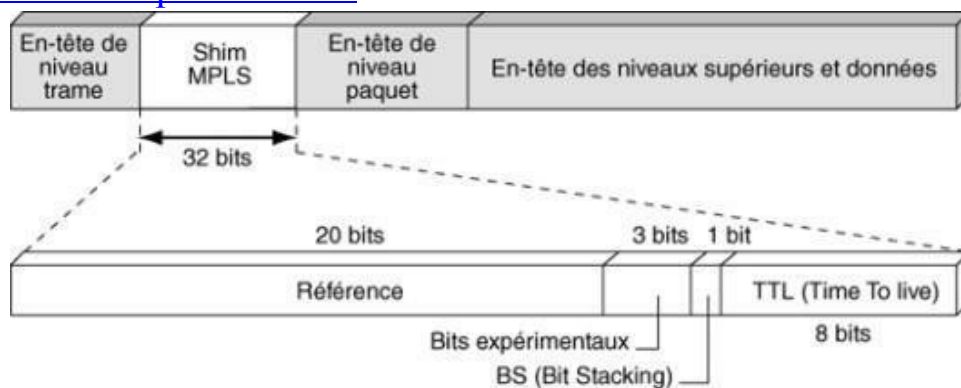 En-tête de
niveau
trame
Shim
MPLS
En-tête de
niveau
paquet
En-tête des niveaux supérieurs et données
32 bits
20 bits
3 bits
1 bit
Référence
TTL (Time To live)
Bits expérimentaux
8 bits
BS (Bit Stacking)